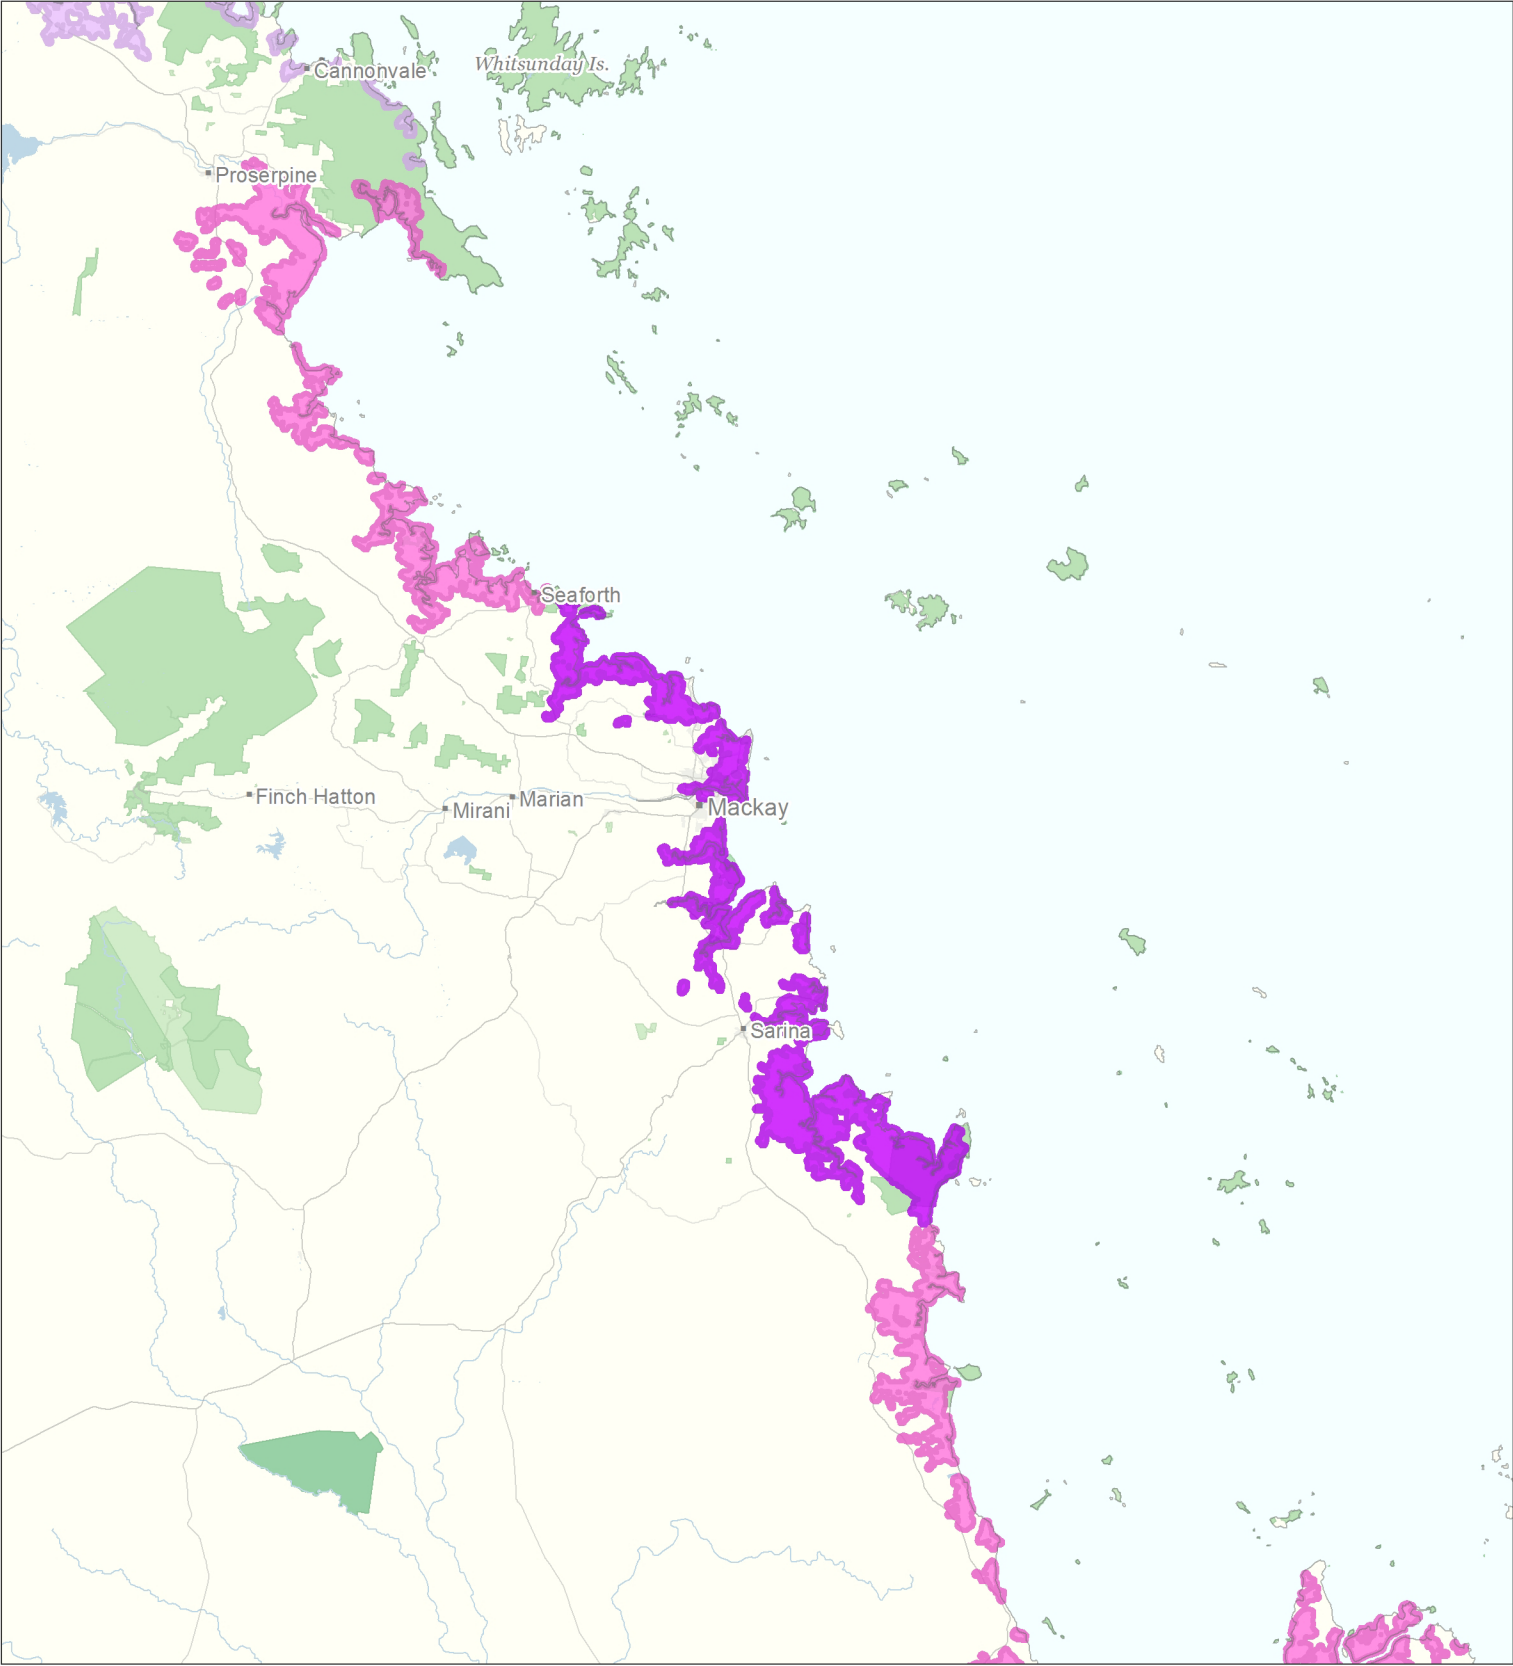 Whitsunday Is.
Cannonvale
Proserpine
Seaforth
Finch Hatton
Mirani
Marian
Mackay
Sarina